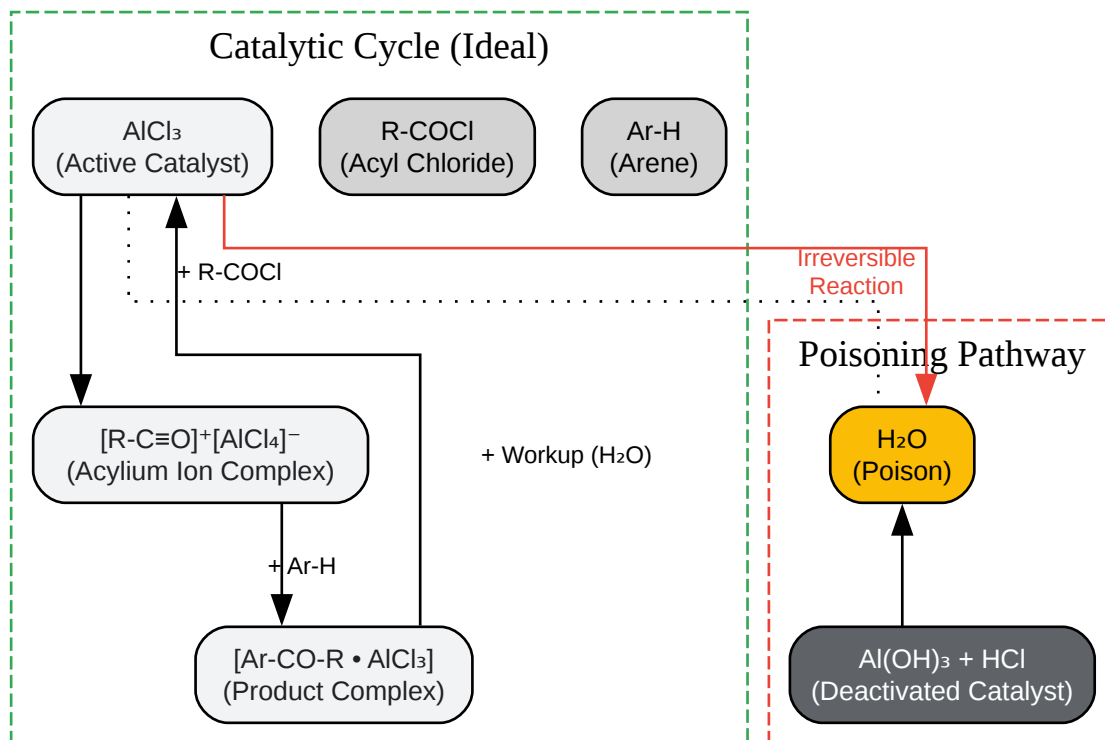 Catalytic Cycle (Ideal)
AlCl₃
(Active Catalyst)
R-COCl
(Acyl Chloride)
Ar-H
(Arene)
Irreversible
Reaction
+ R-COCl
Poisoning Pathway
[R-C≡O]⁺[AlCl₄]⁻
(Acylium Ion Complex)
+ Workup (H₂O)
H₂O
(Poison)
+ Ar-H
[Ar-CO-R • AlCl₃]
(Product Complex)
Al(OH)₃ + HCl
(Deactivated Catalyst)